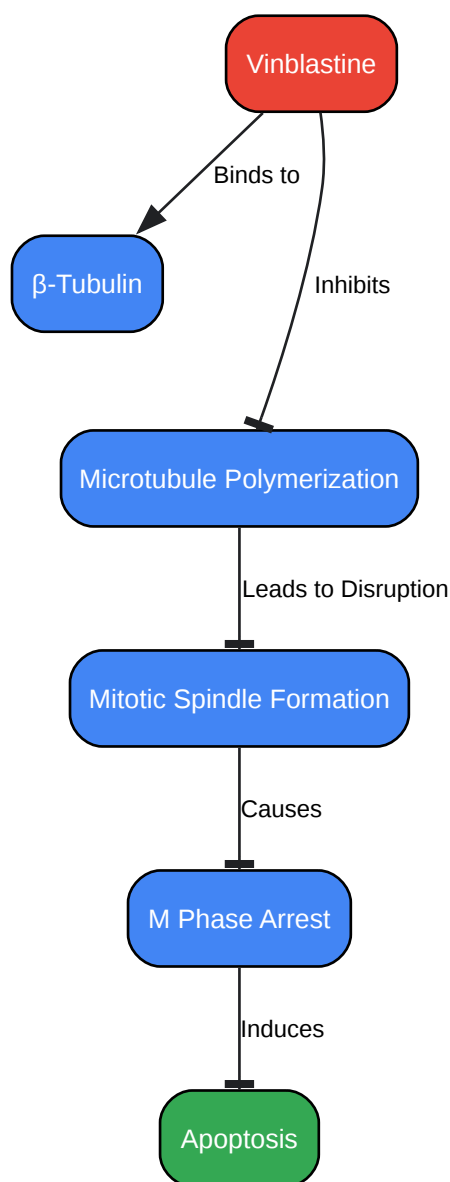 Vinblastine
Binds to
β-Tubulin
Inhibits
Microtubule Polymerization
Leads to Disruption
Mitotic Spindle Formation
Causes
M Phase Arrest
Induces
Apoptosis